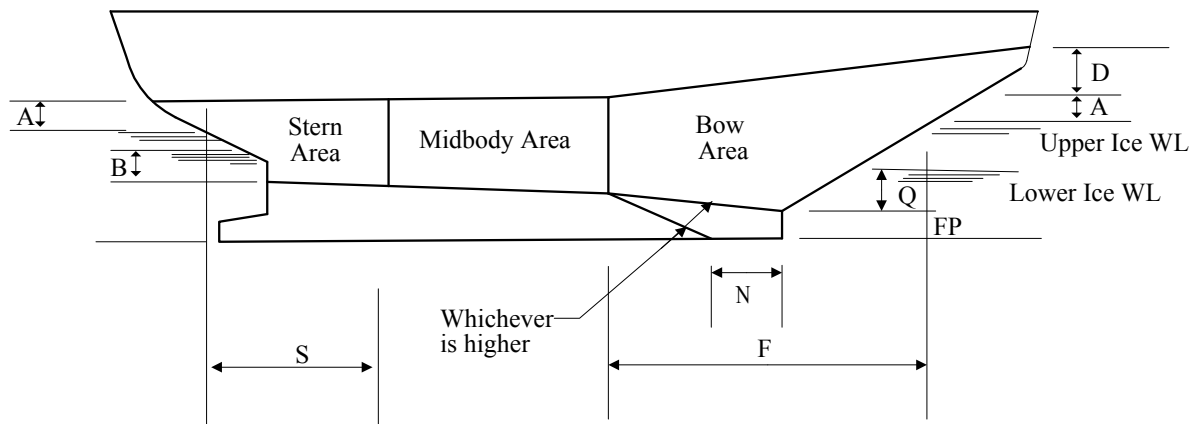 D
A
A
Stern
Area
Midbody Area
Bow
Area
Upper Ice WL
B
Q
Lower Ice WL
FP
N
Whichever
is higher
S
F